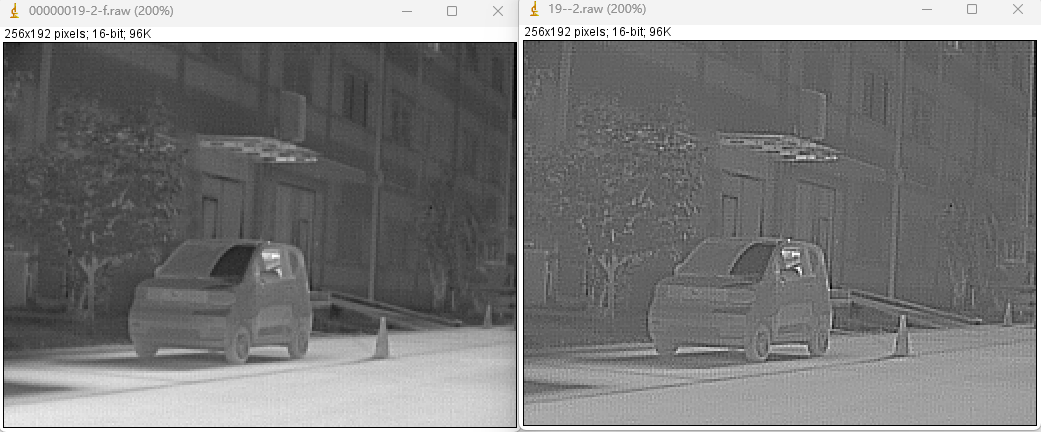 00000019-2-f.raw (200%)
256x192 pixels; 16-bit; 96K
19--2.raw (200%)
256x192 pixels; 16-bit; 96K